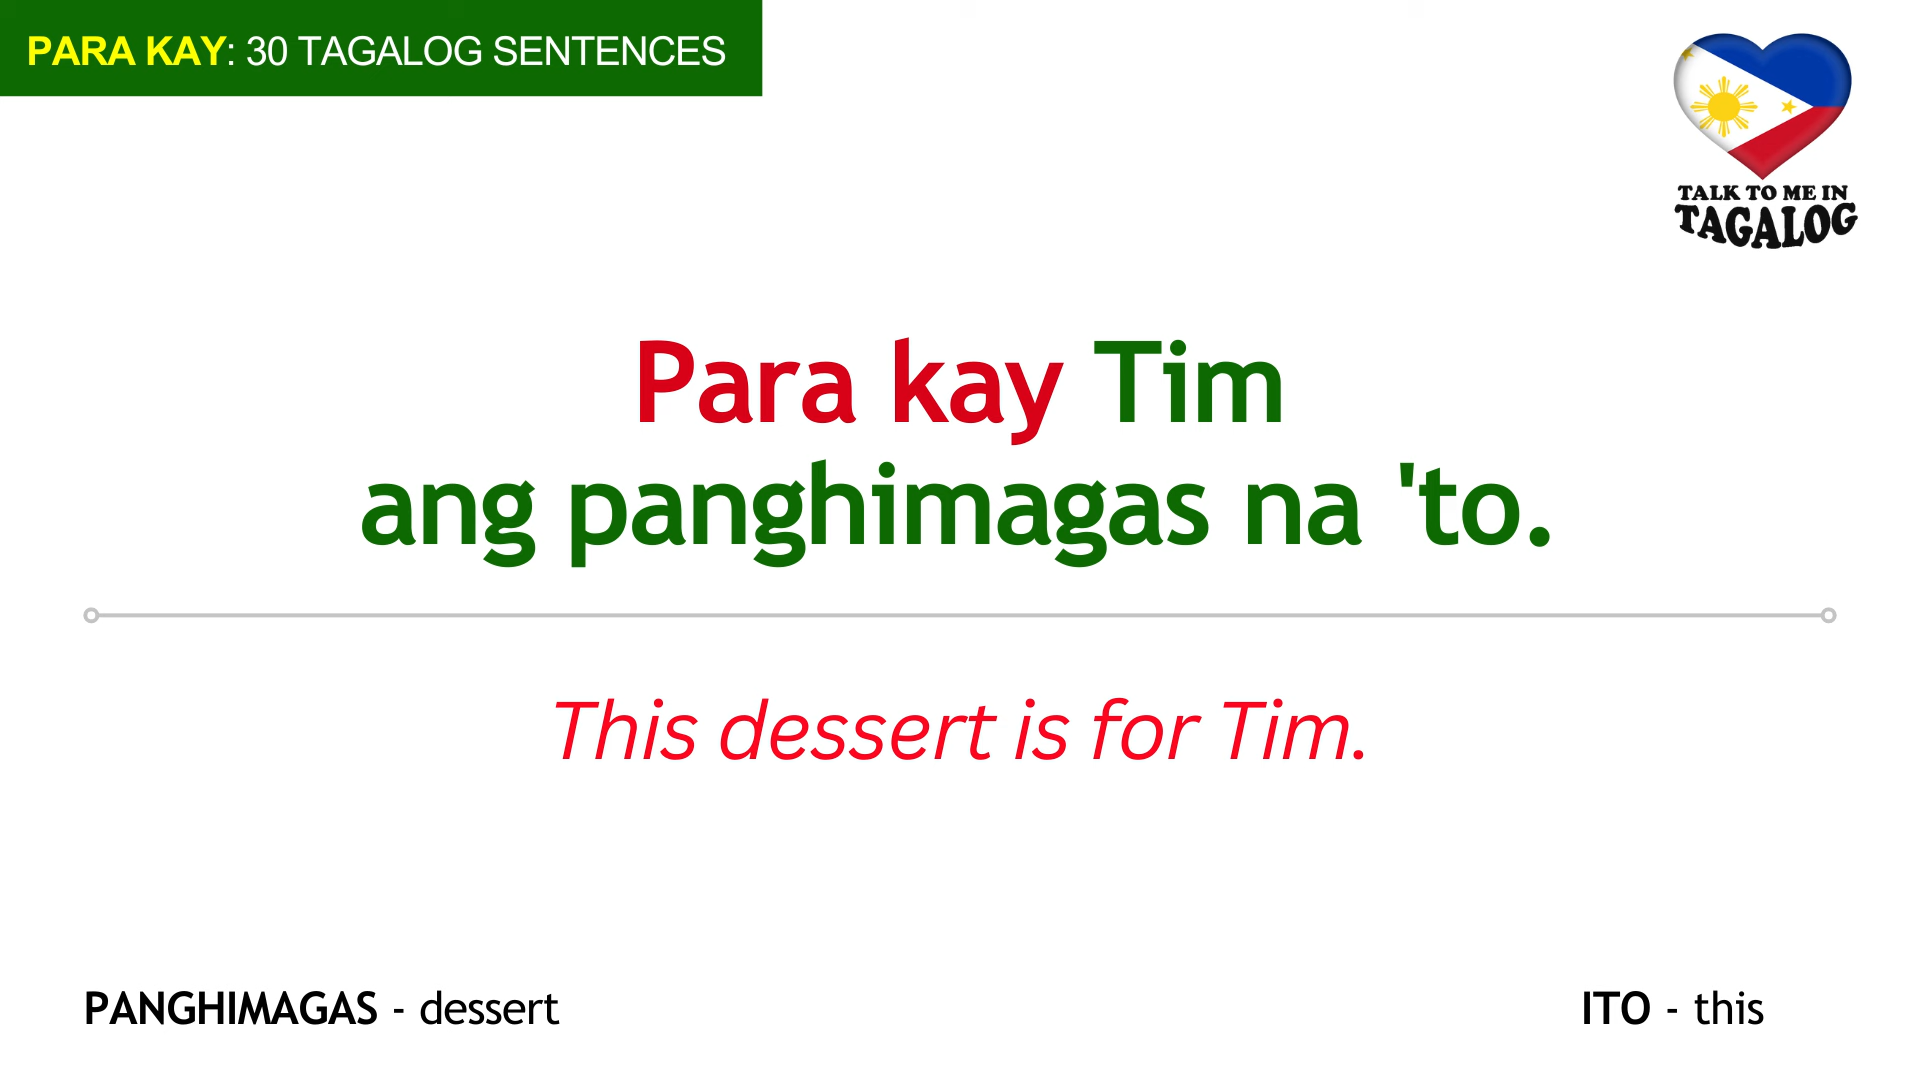 PARA KAY: 30 TAGALOG SENTENCES
TALK TO ME IN
TAGALOG
Para kay Tim
ang panghimagas na 'to.
This dessert is for Tim.
PANGHIMAGAS - dessert
ITO - this